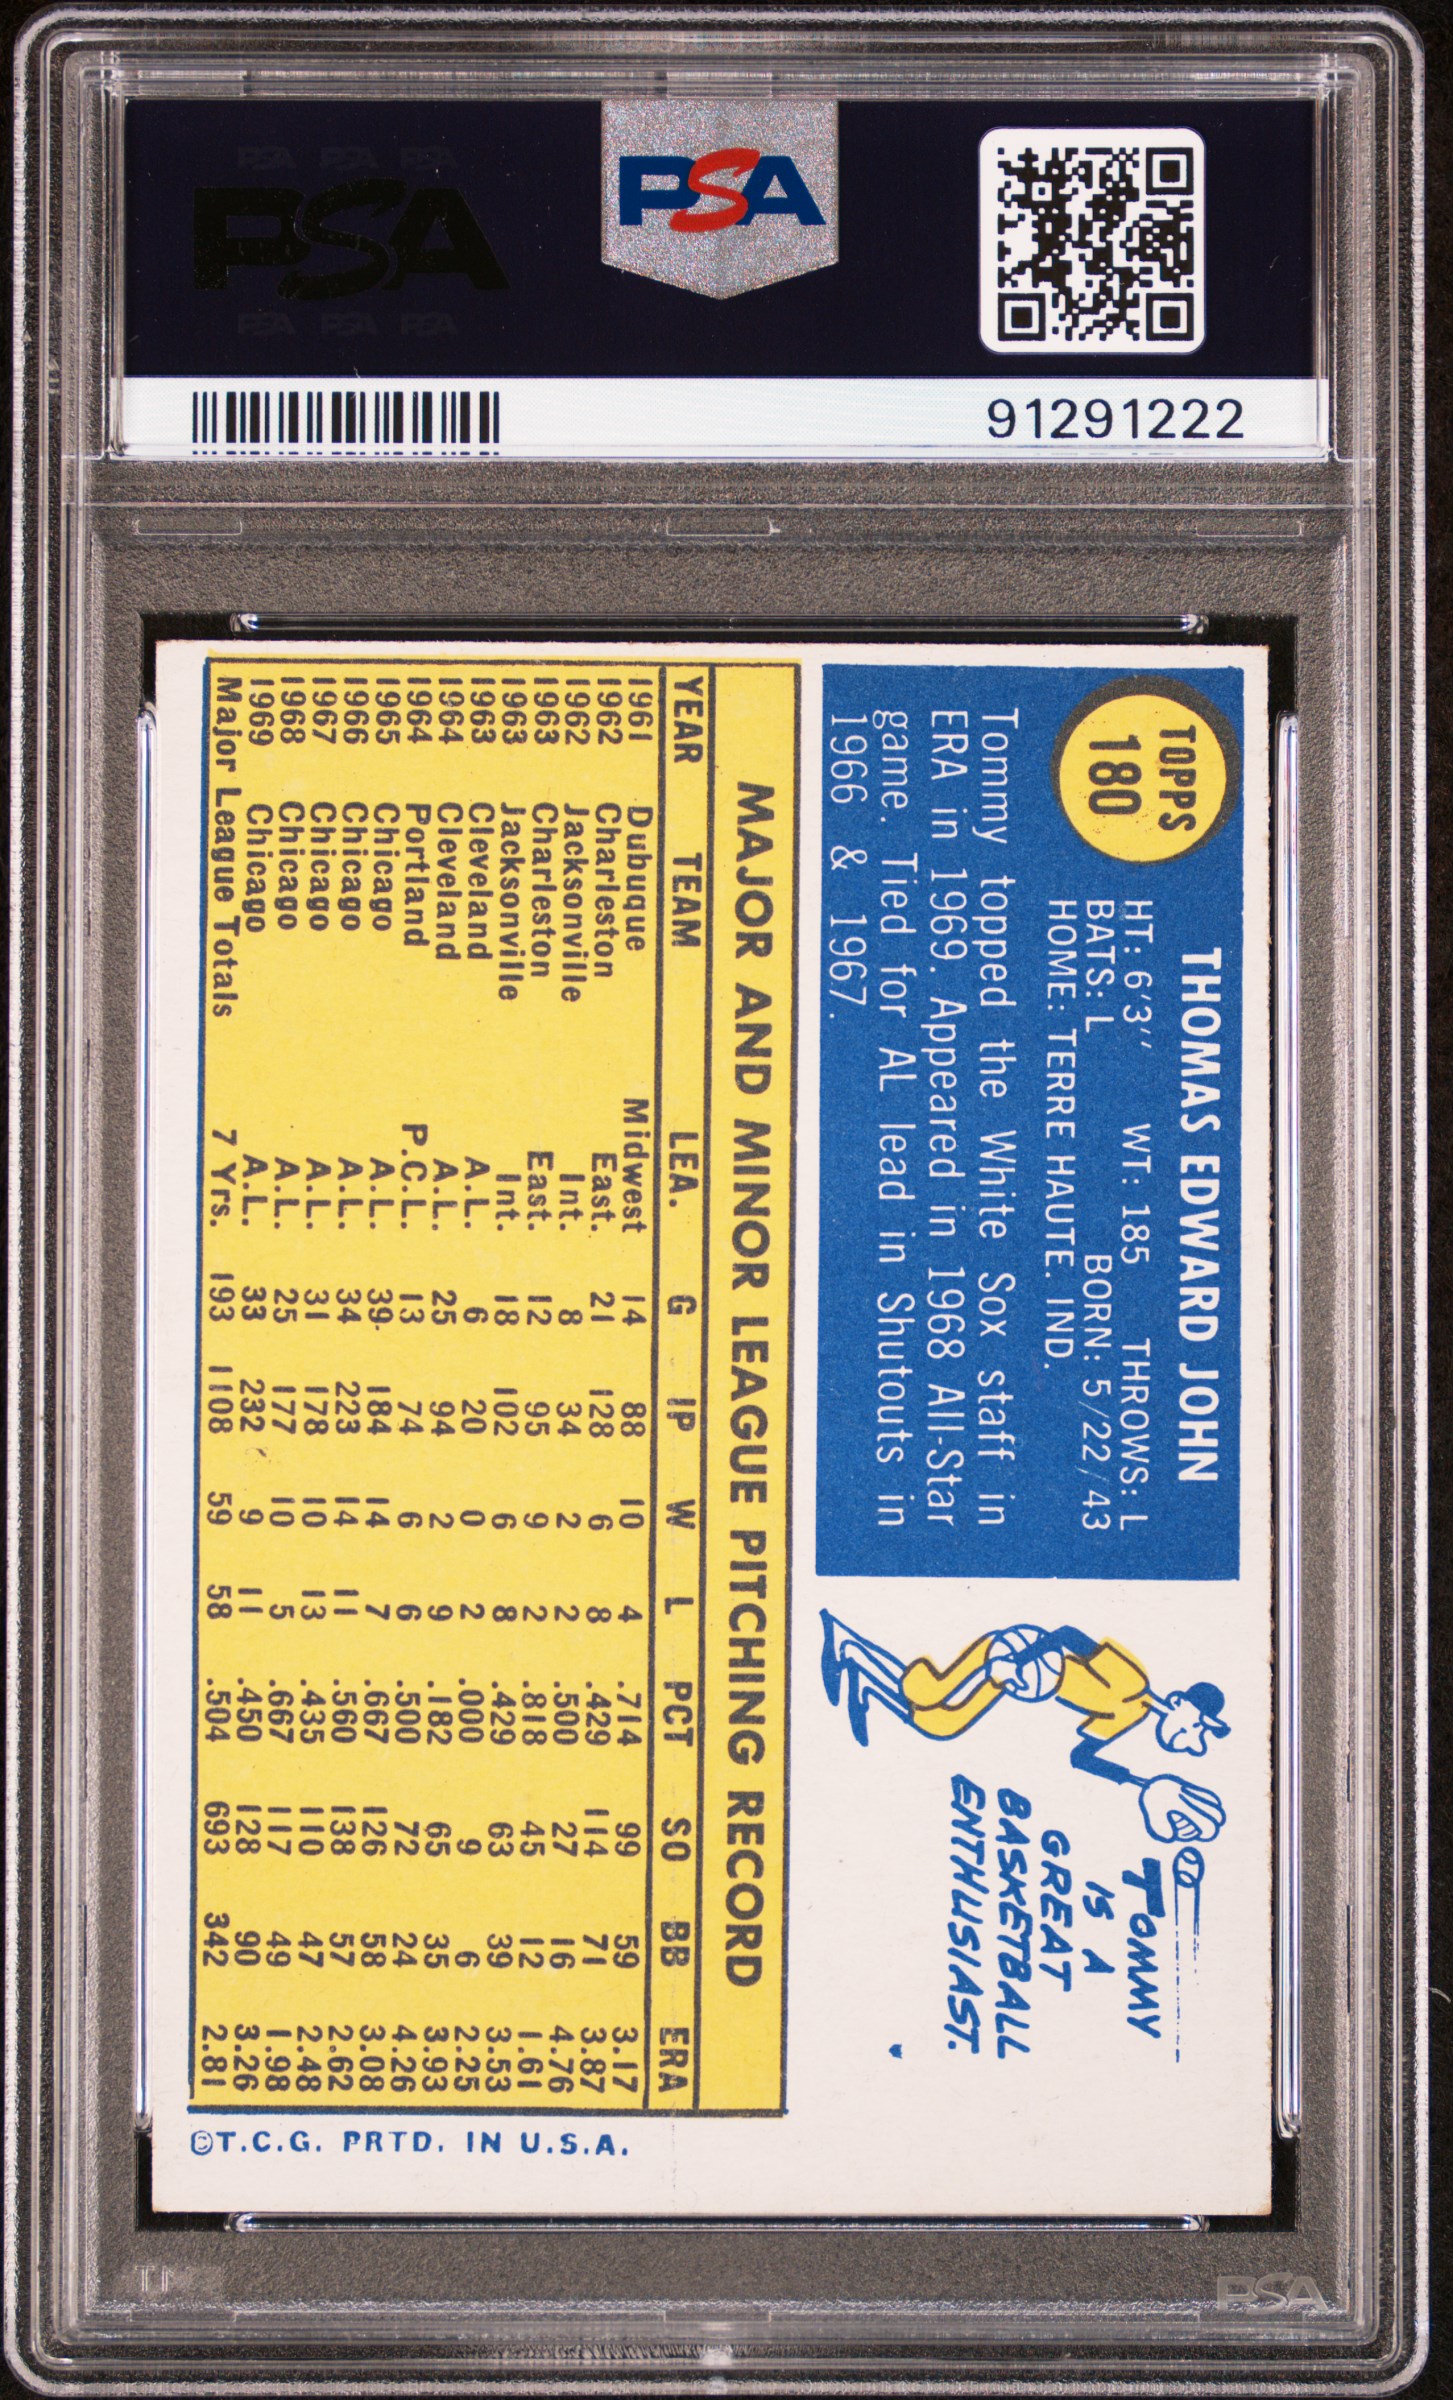 PSA PSA PSA
PSA
PSA PSA PSA
PSA
91291222
TOPPS
180
THOMAS EDWARD JOHN
HT: 6'3'' WT: 185 THROWS: L
BATS: L BORN: 5/22/43
HOME: TERRE HAUTE. IND.
Tommy topped the White Sox staff in
ERA in 1969. Appeared in 1968 All-Star
game. Tied for AL lead in Shutouts in
1966 & 1967.
TOMMY
IS A
GREAT
BASKETBALL
ENTHUSIAST.
MAJOR AND MINOR LEAGUE PITCHING RECORD
YEAR TEAM LEA. G IP W L PCT SO BB ERA
1961 Dubuque Midwest 14 88 10 4 .714 99 59 3.17
1962 Charleston East. 21 128 6 8 .429 114 71 3.87
1962 Jacksonville Int. 8 34 2 2 .500 27 16 4.76
1963 Charleston East. 12 95 9 2 .818 45 12 1.61
1963 Jacksonville Int. 18 102 6 8 .429 63 39 3.53
1963 Cleveland A.L. 6 20 0 2 .000 9 6 2.25
1964 Cleveland A.L. 25 94 2 9 .182 65 35 3.93
1964 Portland P.C.L. 13 74 6 6 .500 72 24 4.26
1965 Chicago A.L. 39 184 14 7 .667 126 58 3.08
1966 Chicago A.L. 34 223 14 11 .560 138 57 2.62
1967 Chicago A.L. 31 178 10 13 .435 110 47 2.48
1968 Chicago A.L. 25 177 10 5 .667 117 49 1.98
1969 Chicago A.L. 33 232 9 11 .450 128 90 3.26
Major League Totals 7 Yrs. 193 1108 59 58 .504 693 342 2.81
©T.C.G. PRTD. IN U.S.A.
PSA